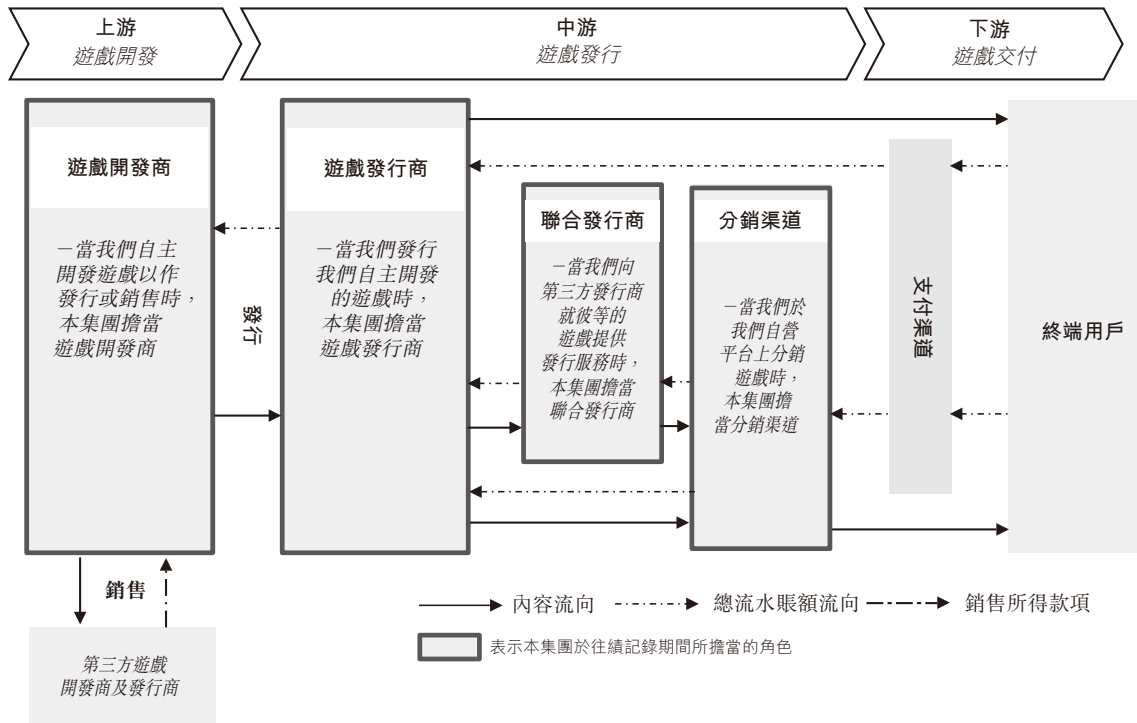 上游
遊戲開發
中游
遊戲發行
下游
遊戲交付
遊戲開發商
－當我們自主
開發遊戲以作
發行或銷售時，
本集團擔當
遊戲開發商
發行
遊戲發行商
－當我們發行
我們自主開發
的遊戲時，
本集團擔當
遊戲發行商
聯合發行商
－當我們向
第三方發行商
就彼等的
遊戲提供
發行服務時，
本集團擔當
聯合發行商
分銷渠道
－當我們於
我們自營
平台上分銷
遊戲時，
本集團擔
當分銷渠道
支付渠道
終端用戶
銷售
第三方遊戲
開發商及發行商
內容流向
總流水賬額流向
銷售所得款項
表示本集團於往績記錄期間所擔當的角色